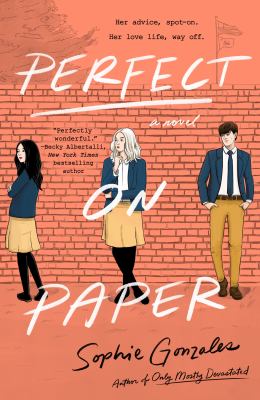 Her advice, spot-on.
Her love life, way off.
PERFECT
a novel
"Perfectly
wonderful."
—Becky Albertalli,
New York Times
bestselling
author
ON
PAPER
Sophie Gonzales
Author of Only Mostly Devastated